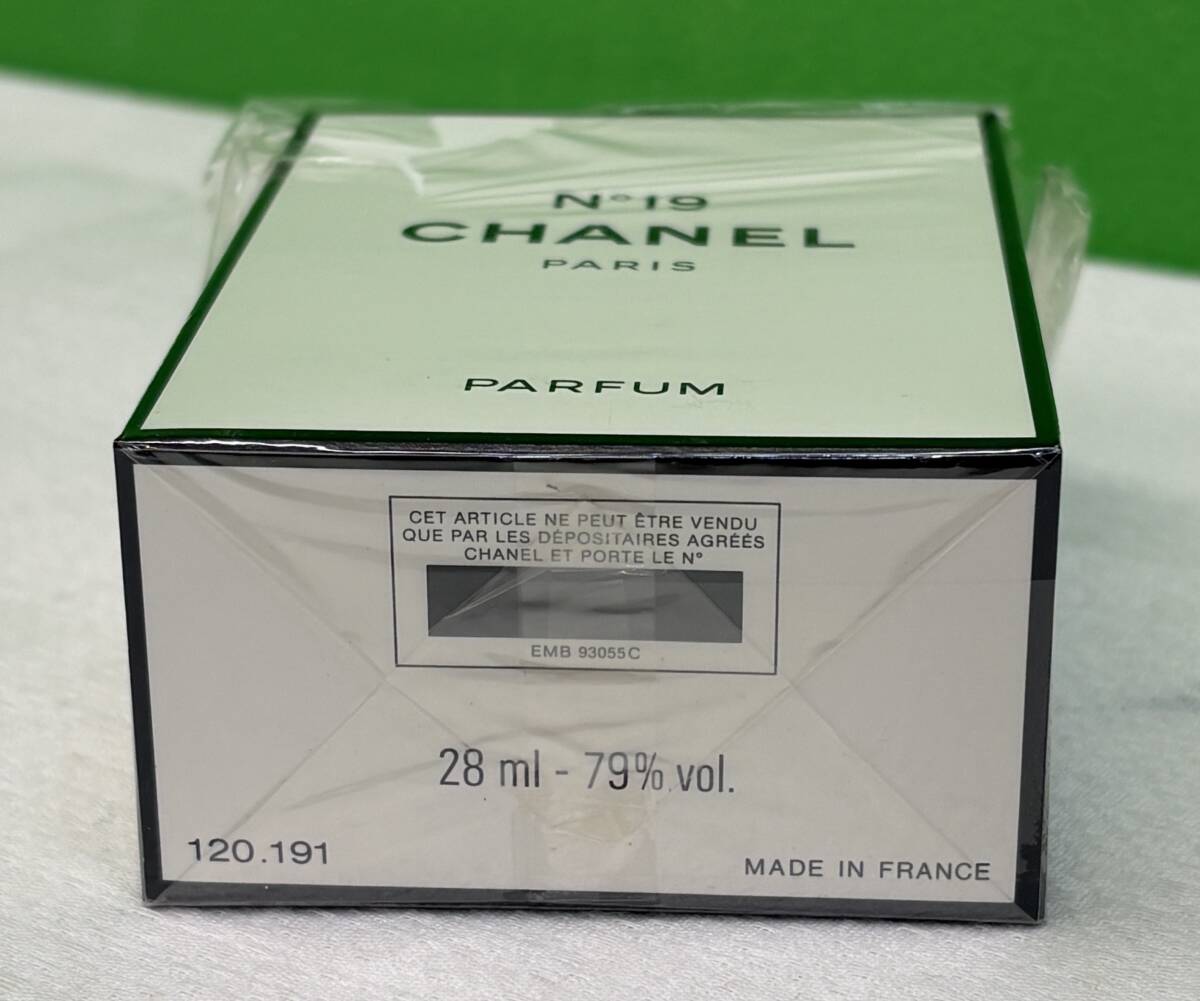 N°19
CHANEL
PARIS
PARFUM
CET ARTICLE NE PEUT ÊTRE VENDU
QUE PAR LES DÉPOSITAIRES AGRÉÉS
CHANEL ET PORTE LE N°
EMB 93055C
28 ml - 79% vol.
120.191
MADE IN FRANCE